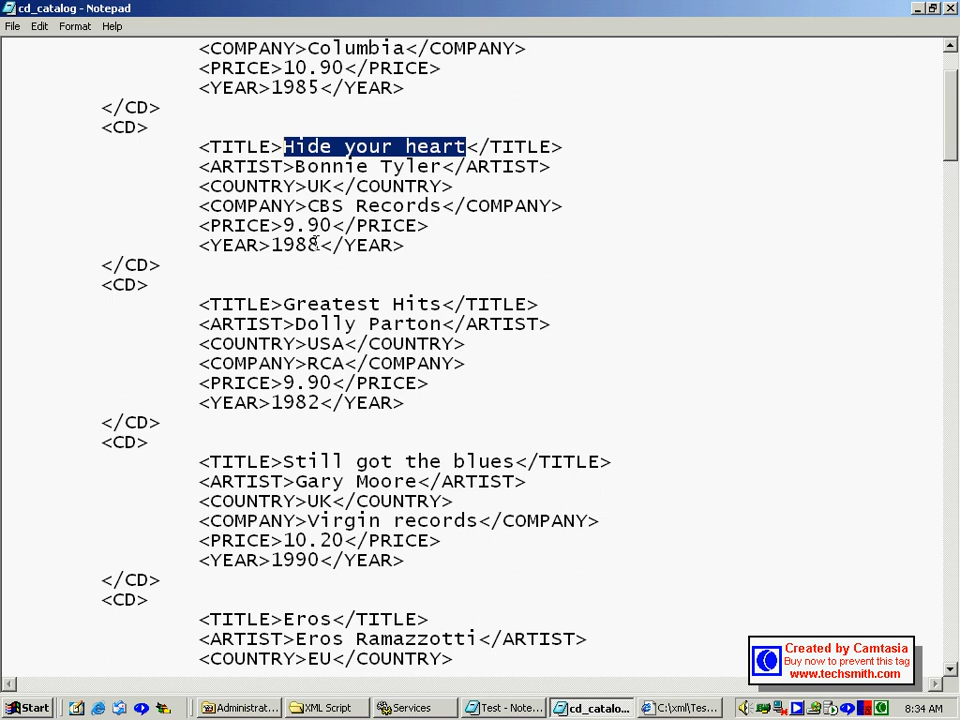 cd_catalog - Notepad
File Edit Format Help
<COMPANY>Columbia</COMPANY>
<PRICE>10.90</PRICE>
<YEAR>1985</YEAR>
</CD>
<CD>
<TITLE>Hide your heart</TITLE>
<ARTIST>Bonnie Tyler</ARTIST>
<COUNTRY>UK</COUNTRY>
<COMPANY>CBS Records</COMPANY>
<PRICE>9.90</PRICE>
<YEAR>1988</YEAR>
</CD>
<CD>
<TITLE>Greatest Hits</TITLE>
<ARTIST>Dolly Parton</ARTIST>
<COUNTRY>USA</COUNTRY>
<COMPANY>RCA</COMPANY>
<PRICE>9.90</PRICE>
<YEAR>1982</YEAR>
</CD>
<CD>
<TITLE>Still got the blues</TITLE>
<ARTIST>Gary Moore</ARTIST>
<COUNTRY>UK</COUNTRY>
<COMPANY>Virgin records</COMPANY>
<PRICE>10.20</PRICE>
<YEAR>1990</YEAR>
</CD>
<CD>
<TITLE>Eros</TITLE>
<ARTIST>Eros Ramazzotti</ARTIST>
<COUNTRY>EU</COUNTRY>
Created by Camtasia
Buy now to prevent this tag
www.techsmith.com
Start Administrat... XML Script Services Test - Note... cd_catalo... C:\xml\Tes... 8:34 AM